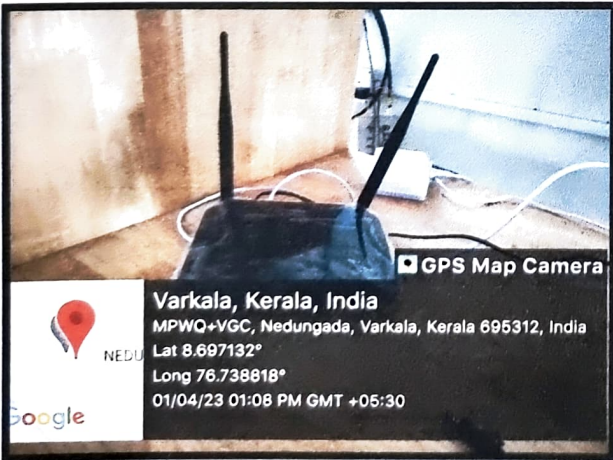 GPS Map Camera
Varkala, Kerala, India
MPWQ+VGC, Nedungada, Varkala, Kerala 695312, India
NEDU
Lat 8.697132°
Long 76.738818°
01/04/23 01:08 PM GMT +05:30
Google